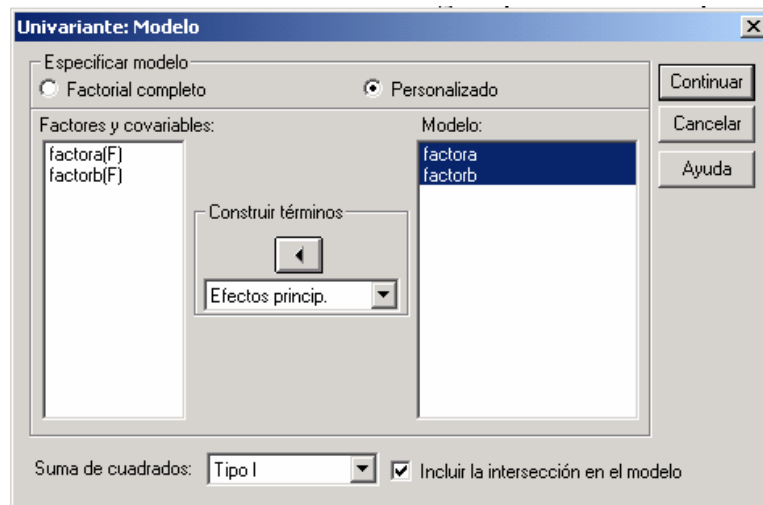 Univariante: Modelo
Especificar modelo
Factorial completo
Personalizado
Continuar
Cancelar
Ayuda
Factores y covariables:
factora(F)
factorb(F)
Construir términos
Efectos princip.
Modelo:
factora
factorb
Suma de cuadrados:
Tipo I
Incluir la intersección en el modelo